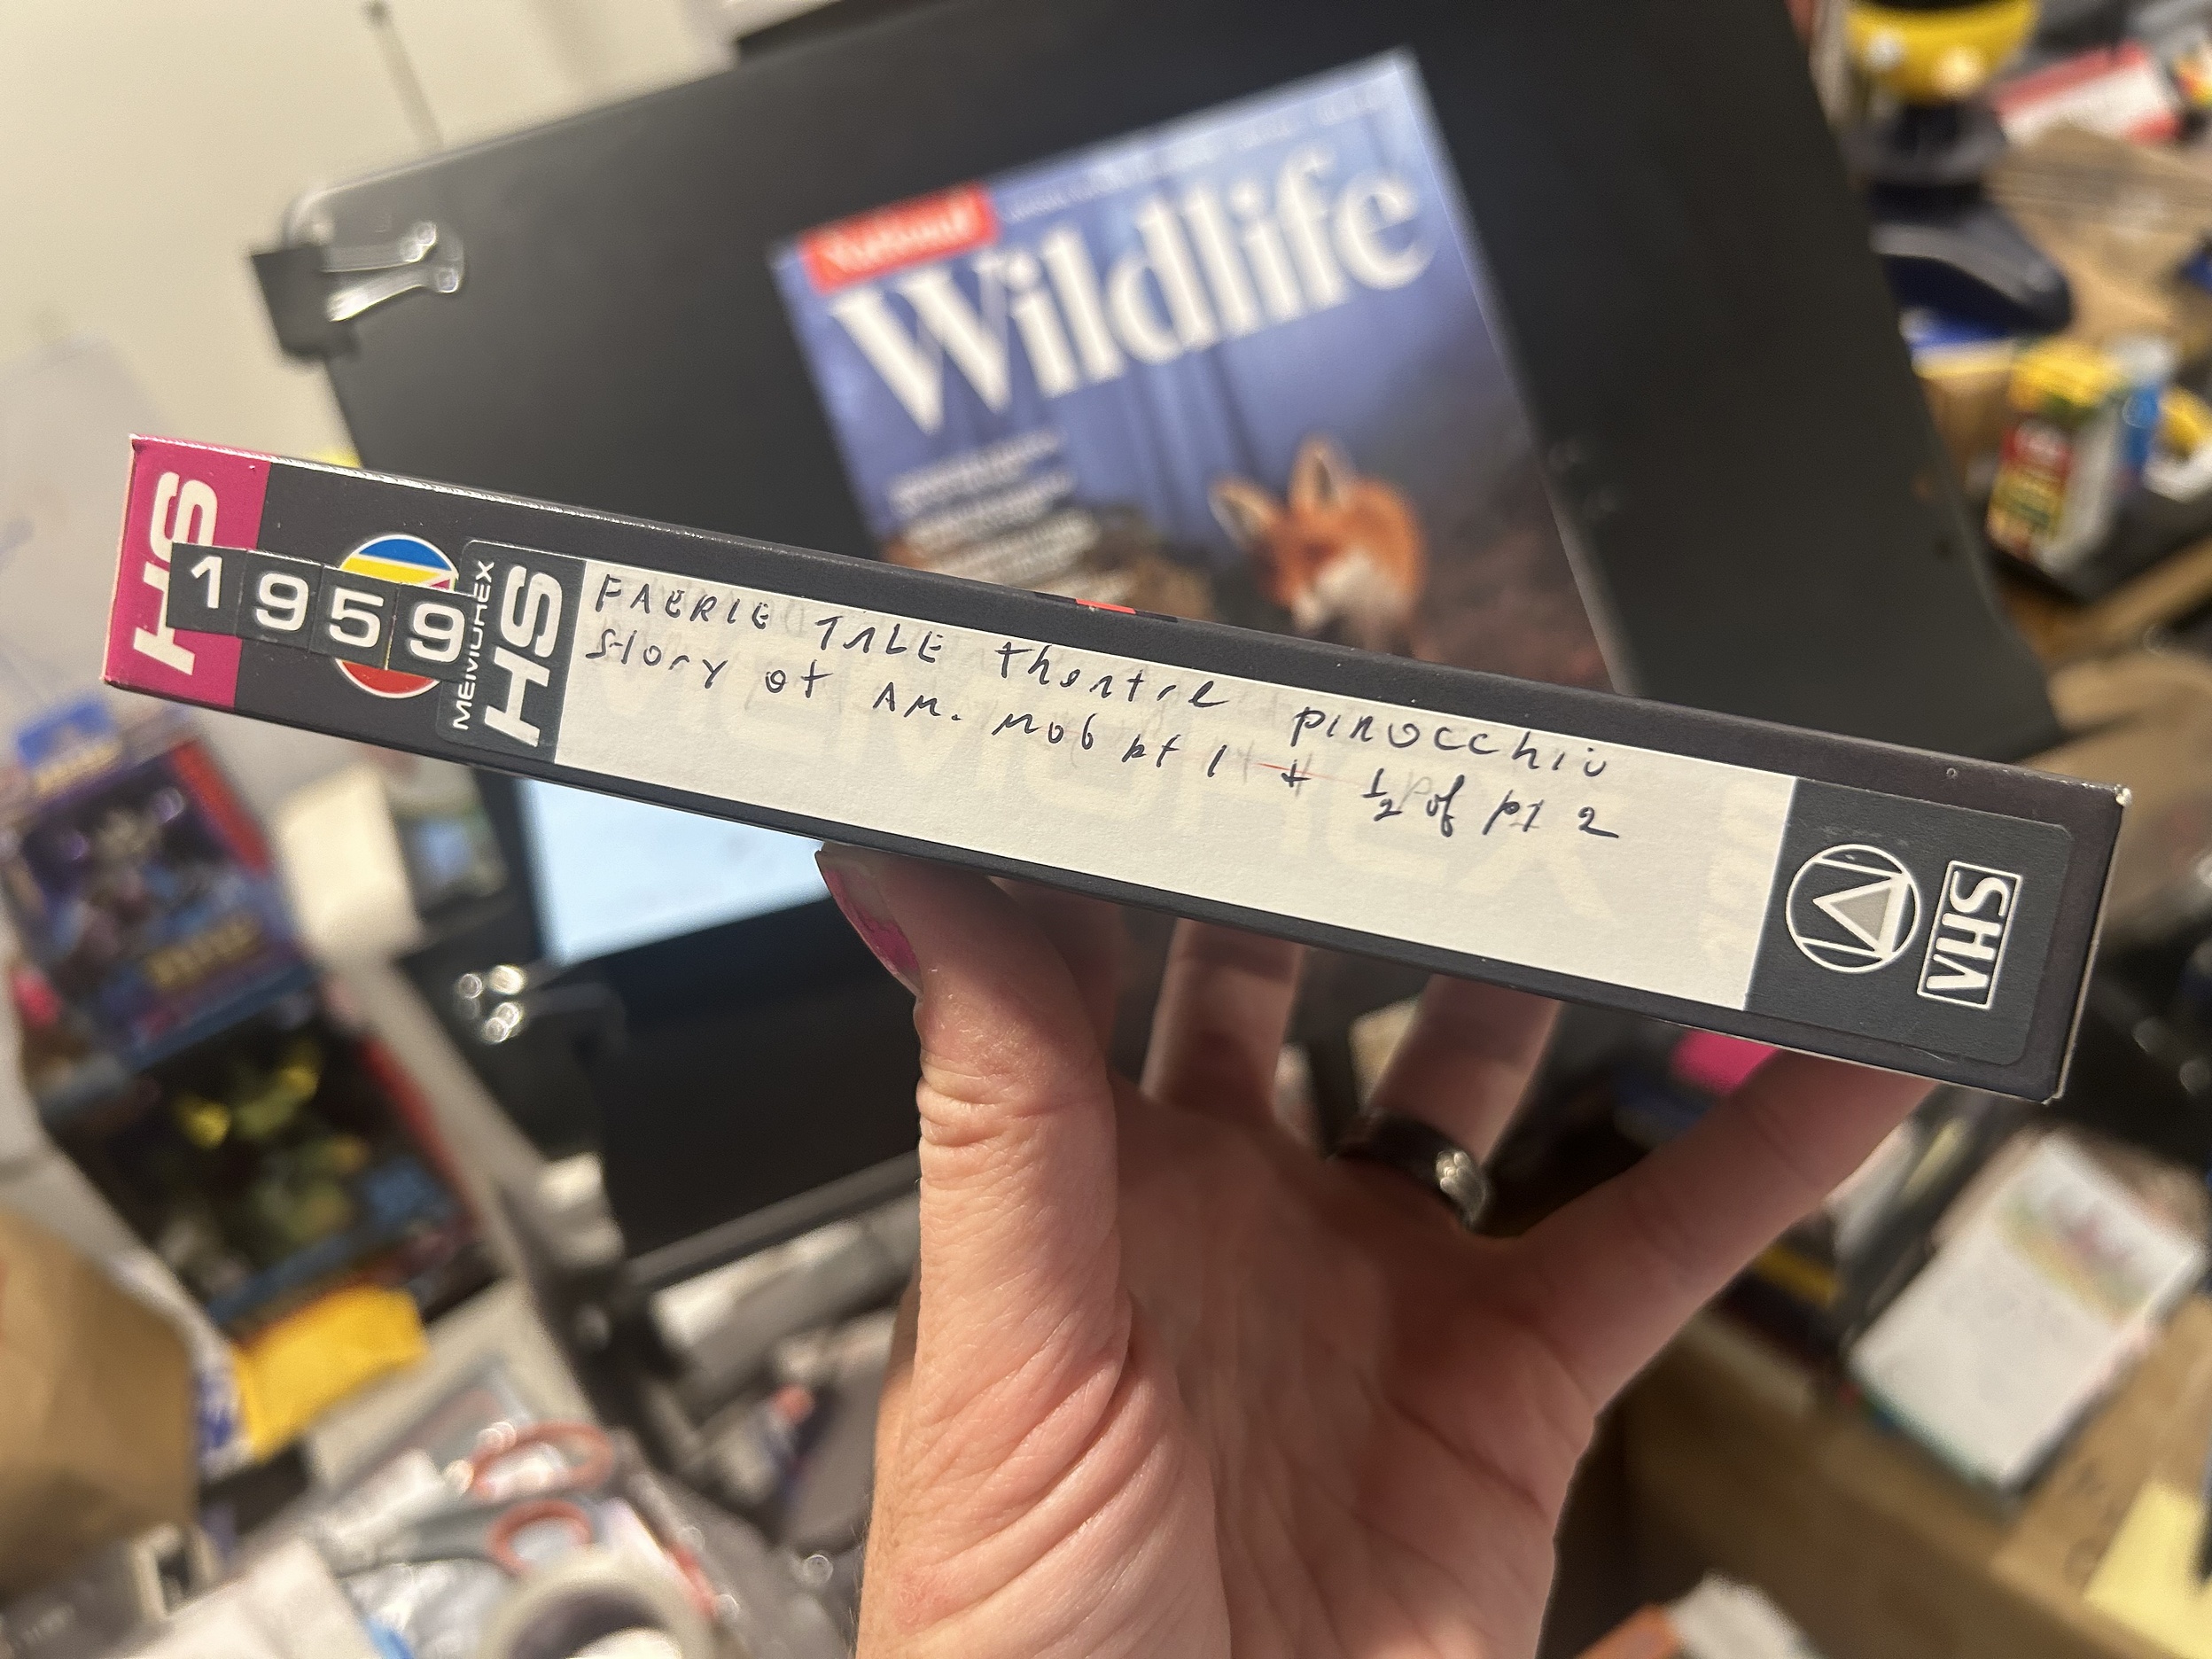 National
Wildlife
HS
1959
MEMOREX
HS
FAERIE TALE theatre pinocchio
Story of AM. Mob pt 1 + ½ of pt 2
VHS